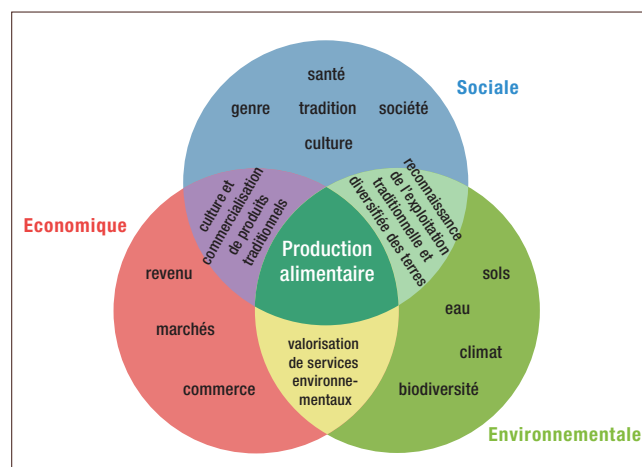 santé
Sociale
genre
tradition
société
culture
culture et
commercialisation
de produits
traditionnels
reconnaissance
de l'exploitation
traditionnelle et
diversifiée des terres
Economique
Production
alimentaire
revenu
sols
eau
marchés
climat
valorisation
de services
environne-
mentaux
commerce
biodiversité
Environnementale